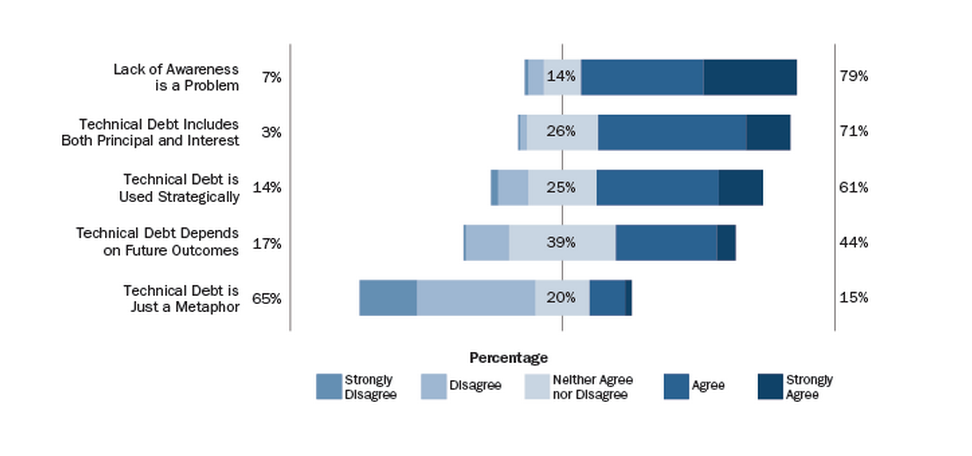 Lack of Awareness
is a Problem
7%
14%
79%
Technical Debt Includes
Both Principal and Interest
3%
26%
71%
Technical Debt is
Used Strategically
14%
25%
61%
Technical Debt Depends
on Future Outcomes
17%
39%
44%
Technical Debt is
Just a Metaphor
65%
20%
15%
Percentage
Strongly
Disagree
Disagree
Neither Agree
nor Disagree
Agree
Strongly
Agree